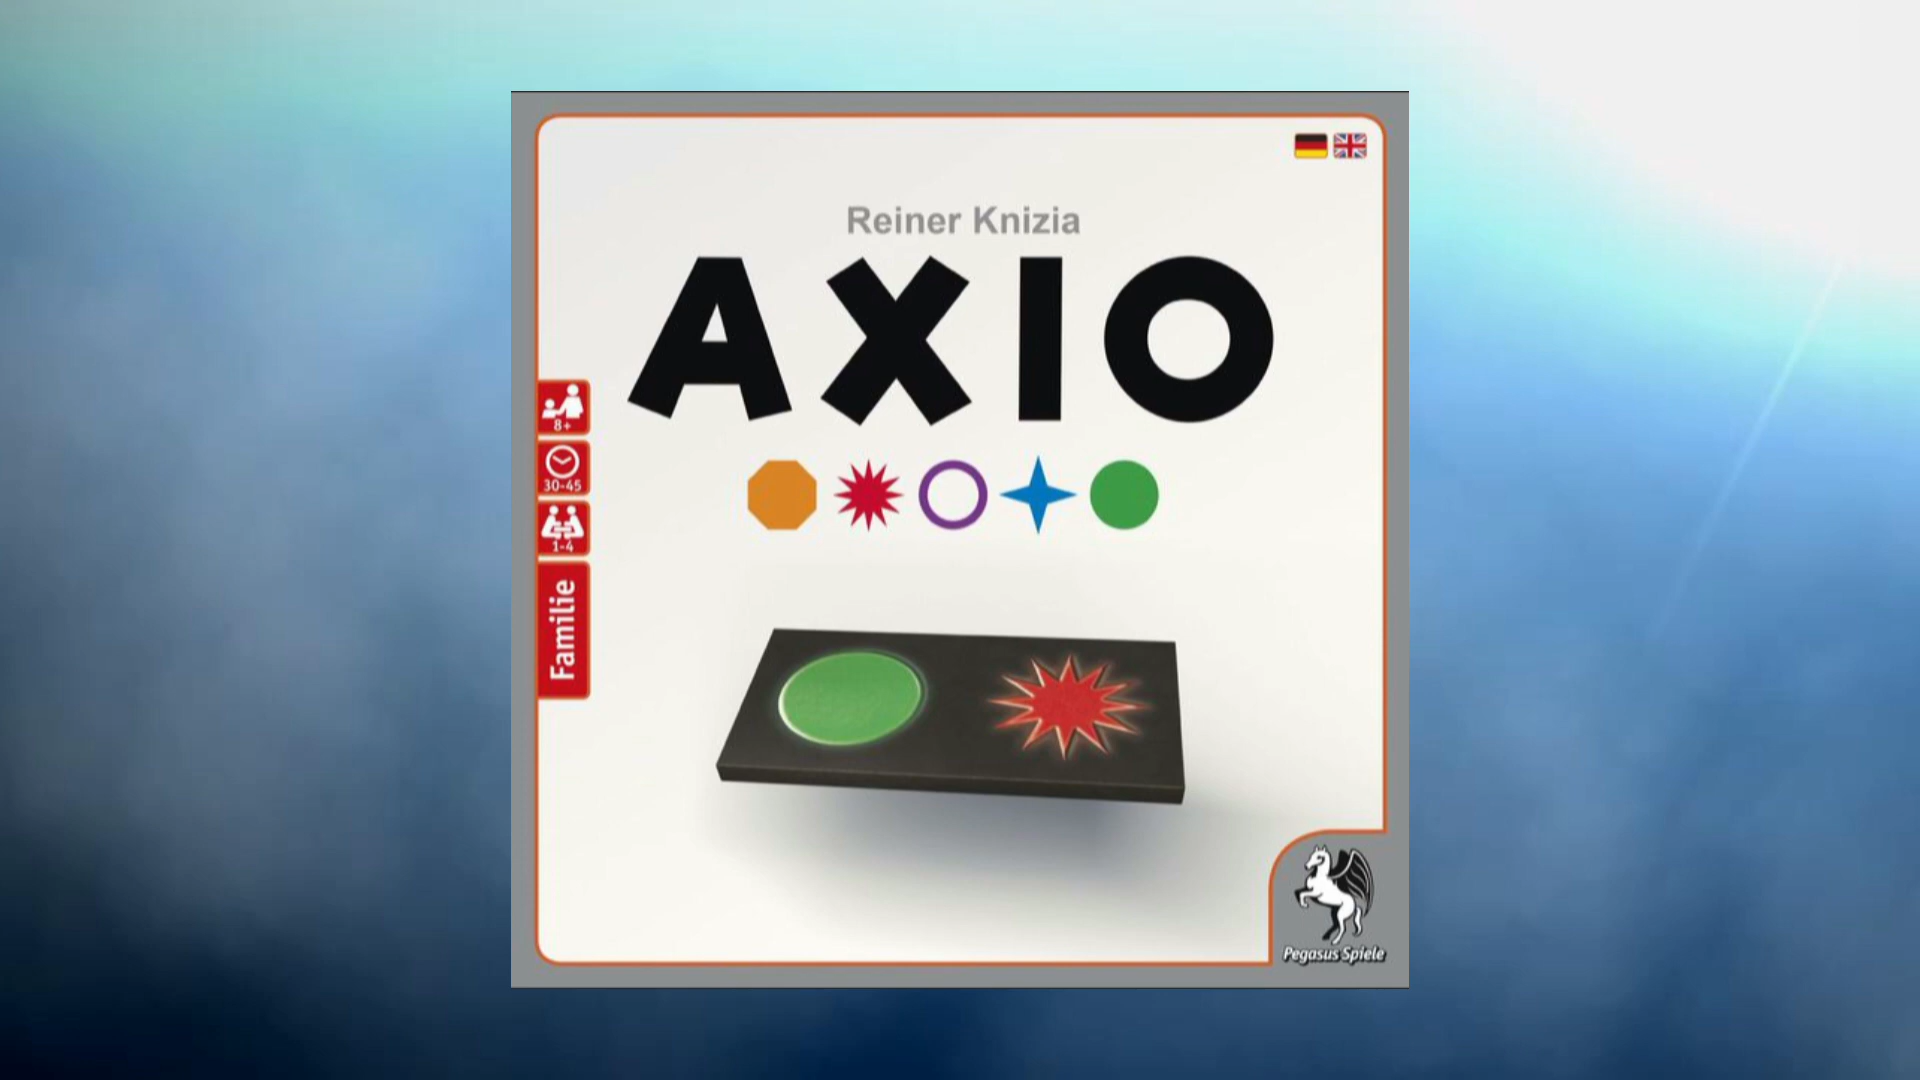 Reiner Knizia
AXIO
8+
30-45
1-4
Familie
Pegasus Spiele